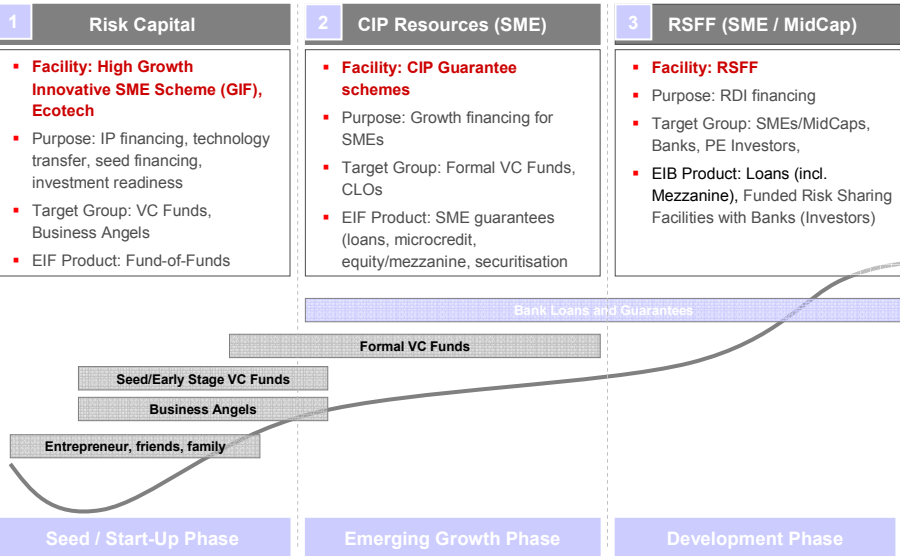 1
Risk Capital
Facility: High Growth
Innovative SME Scheme (GIF),
Ecotech
Purpose: IP financing, technology
transfer, seed financing,
investment readiness
Target Group: VC Funds,
Business Angels
EIF Product: Fund-of-Funds
2
CIP Resources (SME)
Facility: CIP Guarantee
schemes
Purpose: Growth financing for
SMEs
Target Group: Formal VC Funds,
CLOs
EIF Product: SME guarantees
(loans, microcredit,
equity/mezzanine, securitisation
3
RSFF (SME / MidCap)
Facility: RSFF
Purpose: RDI financing
Target Group: SMEs/MidCaps,
Banks, PE Investors,
EIB Product: Loans (incl.
Mezzanine), Funded Risk Sharing
Facilities with Banks (Investors)
Bank Loans and Guarantees
Formal VC Funds
Seed/Early Stage VC Funds
Business Angels
Entrepreneur, friends, family
Seed / Start-Up Phase
Emerging Growth Phase
Development Phase